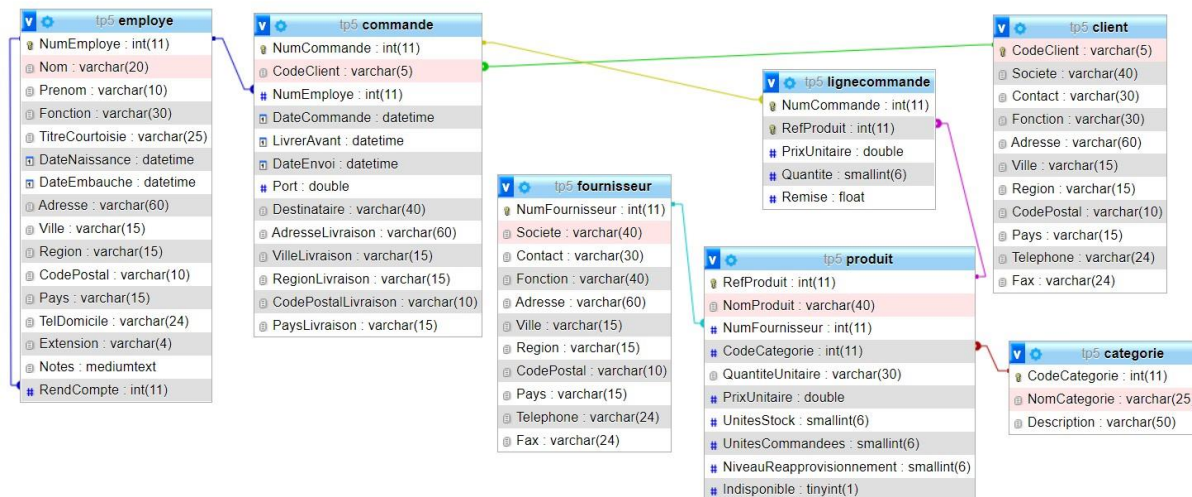 tp5 employe
NumEmploye : int(11)
Nom : varchar(20)
Prenom : varchar(10)
Fonction : varchar(30)
TitreCourtoisie : varchar(25)
DateNaissance : datetime
DateEmbauche : datetime
Adresse : varchar(60)
Ville : varchar(15)
Region : varchar(15)
CodePostal : varchar(10)
Pays : varchar(15)
TelDomicile : varchar(24)
Extension : varchar(4)
Notes : mediumtext
RendCompte : int(11)
tp5 commande
NumCommande : int(11)
CodeClient : varchar(5)
NumEmploye : int(11)
DateCommande : datetime
LivrerAvant : datetime
DateEnvoi : datetime
Port : double
Destinataire : varchar(40)
AdresseLivraison : varchar(60)
VilleLivraison : varchar(15)
RegionLivraison : varchar(15)
CodePostalLivraison : varchar(10)
PaysLivraison : varchar(15)
tp5 fournisseur
NumFournisseur : int(11)
Societe : varchar(40)
Contact : varchar(30)
Fonction : varchar(40)
Adresse : varchar(60)
Ville : varchar(15)
Region : varchar(15)
CodePostal : varchar(10)
Pays : varchar(15)
Telephone : varchar(24)
Fax : varchar(24)
tp5 lignecommande
NumCommande : int(11)
RefProduit : int(11)
PrixUnitaire : double
Quantite : smallint(6)
Remise : float
tp5 produit
RefProduit : int(11)
NomProduit : varchar(40)
NumFournisseur : int(11)
CodeCategorie : int(11)
QuantiteUnitaire : varchar(30)
PrixUnitaire : double
UnitesStock : smallint(6)
UnitesCommandees : smallint(6)
NiveauReapprovisionnement : smallint(6)
Indisponible : tinyint(1)
tp5 client
CodeClient : varchar(5)
Societe : varchar(40)
Contact : varchar(30)
Fonction : varchar(30)
Adresse : varchar(60)
Ville : varchar(15)
Region : varchar(15)
CodePostal : varchar(10)
Pays : varchar(15)
Telephone : varchar(24)
Fax : varchar(24)
tp5 categorie
CodeCategorie : int(11)
NomCategorie : varchar(25
Description : varchar(50)